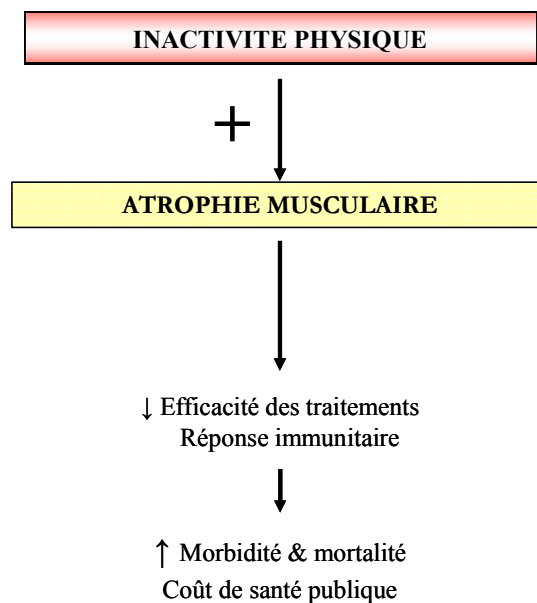 INACTIVITE PHYSIQUE
+
ATROPHIE MUSCULAIRE
↓ Efficacité des traitements
Réponse immunitaire
↑ Morbidité & mortalité
Coût de santé publique